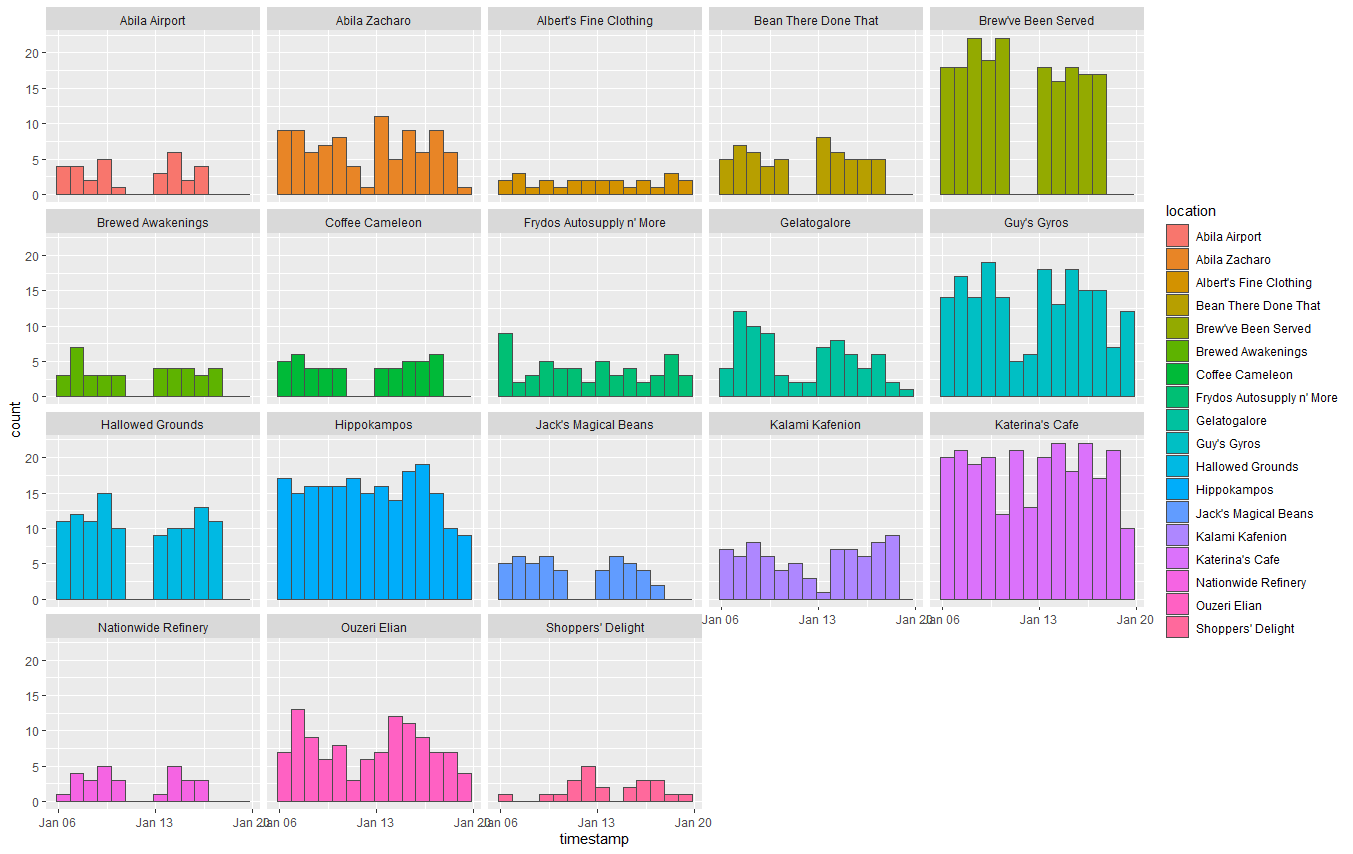 Abila Airport
Abila Zacharo
Albert's Fine Clothing
Bean There Done That
Brew've Been Served
20
15
10
5
0
Brewed Awakenings
Coffee Cameleon
Frydos Autosupply n' More
Gelatogalore
Guy's Gyros
20
15
10
5
0
Hallowed Grounds
Hippokampos
Jack's Magical Beans
Kalami Kafenion
Katerina's Cafe
20
15
10
5
0
Jan 06
Jan 13
Jan 20
Jan 06
Jan 13
Jan 20
Nationwide Refinery
Ouzeri Elian
Shoppers' Delight
20
15
10
5
0
Jan 06
Jan 13
Jan 20
Jan 06
Jan 13
Jan 20
Jan 06
Jan 13
Jan 20
timestamp
count
location
Abila Airport
Abila Zacharo
Albert's Fine Clothing
Bean There Done That
Brew've Been Served
Brewed Awakenings
Coffee Cameleon
Frydos Autosupply n' More
Gelatogalore
Guy's Gyros
Hallowed Grounds
Hippokampos
Jack's Magical Beans
Kalami Kafenion
Katerina's Cafe
Nationwide Refinery
Ouzeri Elian
Shoppers' Delight